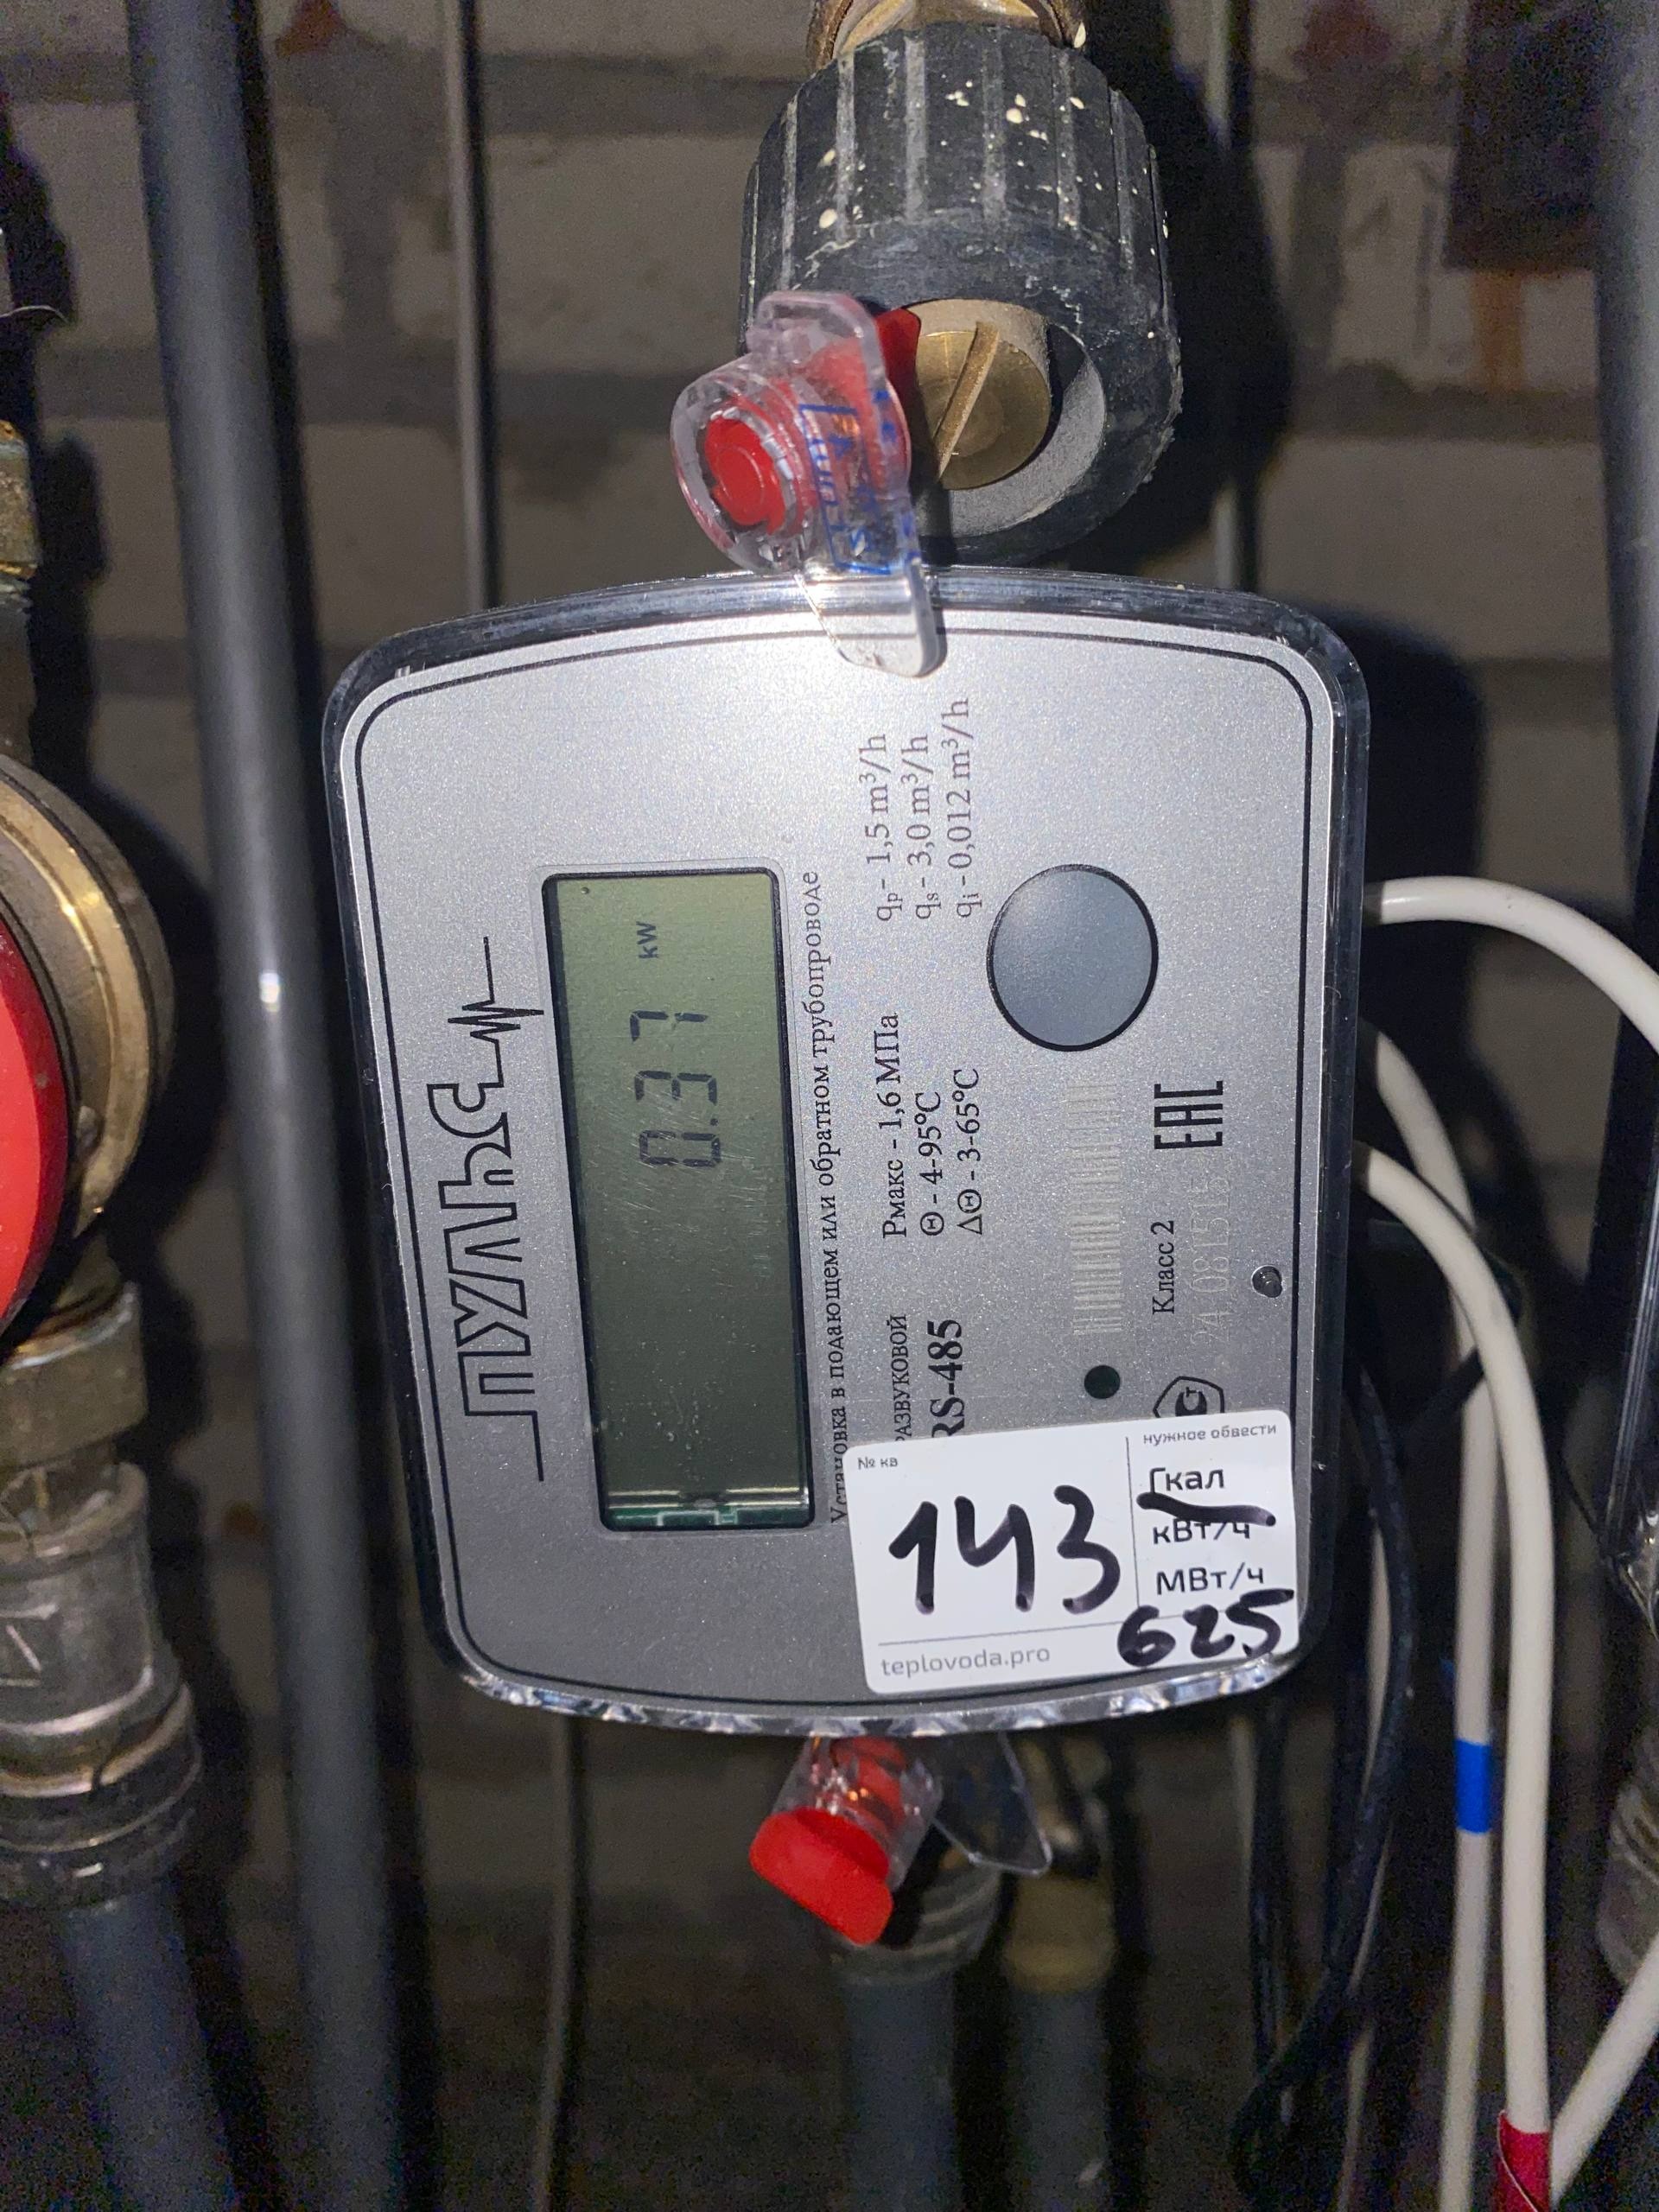 ПУЛЬС
0.37 kW
Установка в подающем или обратном трубопроводе
РАЗВУКОВОЙ
RS-485
Pмакс - 1,6 МПа
Θ - 4-95°C
ΔΘ - 3-65°C
qp - 1,5 m³/h
qs - 3,0 m³/h
qi - 0,012 m³/h
Класс 2
EAC
№ кв
143
нужное обвести
Гкал
кВт/ч
МВт/ч
625
teplovoda.pro